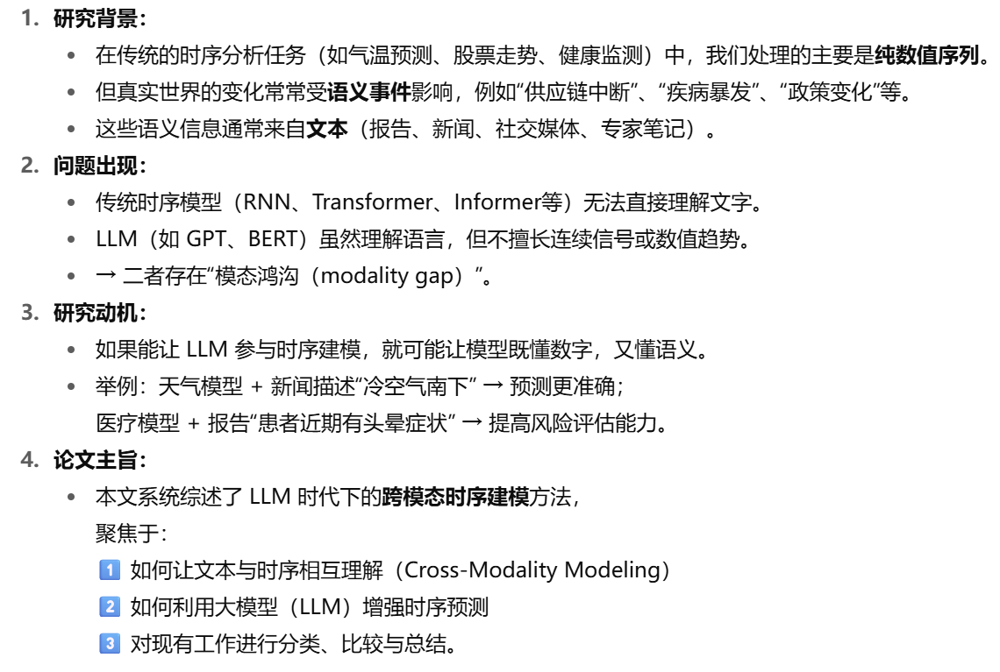 1. 研究背景：
• 在传统的时序分析任务（如气温预测、股票走势、健康监测）中，我们处理的主要是纯数值序列。
• 但真实世界的变化常常受语义事件影响，例如“供应链中断”、“疾病暴发”、“政策变化”等。
• 这些语义信息通常来自文本（报告、新闻、社交媒体、专家笔记）。
2. 问题出现：
• 传统时序模型（RNN、Transformer、Informer等）无法直接理解文字。
• LLM（如 GPT、BERT）虽然理解语言，但不擅长连续信号或数值趋势。
• → 二者存在“模态鸿沟（modality gap）”。
3. 研究动机：
• 如果能让 LLM 参与时序建模，就可能让模型既懂数字，又懂语义。
• 举例：天气模型 + 新闻描述“冷空气南下” → 预测更准确；
医疗模型 + 报告“患者近期有头晕症状” → 提高风险评估能力。
4. 论文主旨：
• 本文系统综述了 LLM 时代下的跨模态时序建模方法，
聚焦于：
1️⃣ 如何让文本与时序相互理解（Cross-Modality Modeling）
2️⃣ 如何利用大模型（LLM）增强时序预测
3️⃣ 对现有工作进行分类、比较与总结。